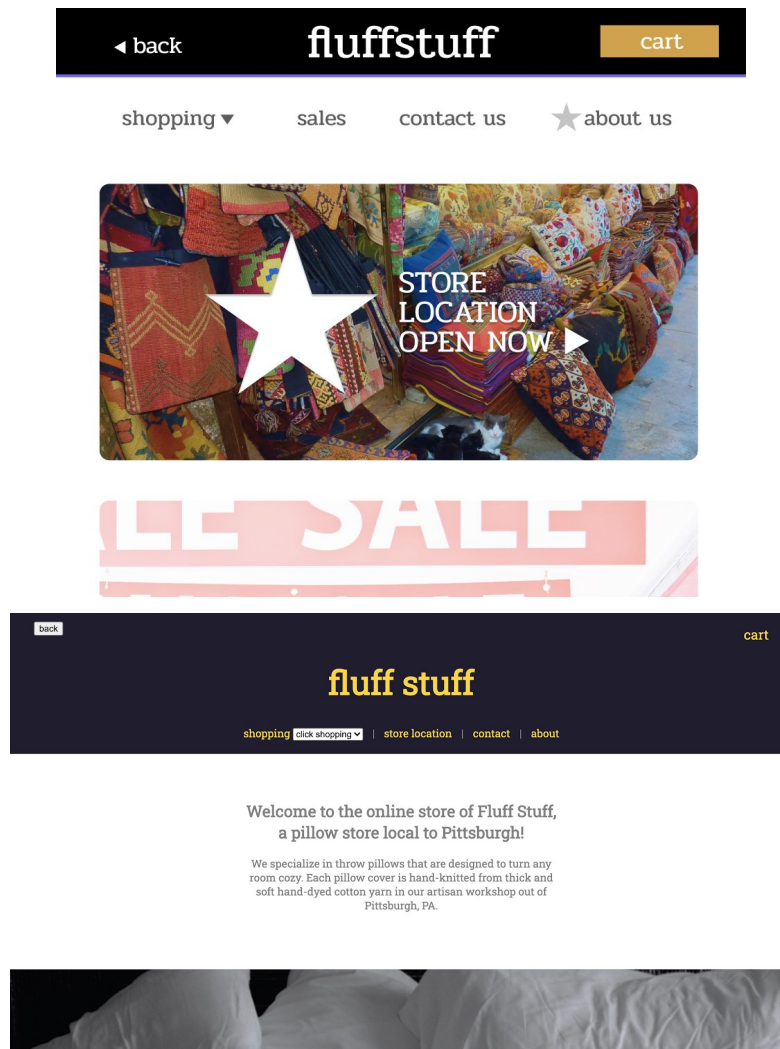 ◂ back
fluffstuff
cart
shopping ▾
sales
contact us
about us
STORE
LOCATION
OPEN NOW
LE SALE
back
cart
fluff stuff
shopping click shopping | store location | contact | about
Welcome to the online store of Fluff Stuff,
a pillow store local to Pittsburgh!
We specialize in throw pillows that are designed to turn any
room cozy. Each pillow cover is hand-knitted from thick and
soft hand-dyed cotton yarn in our artisan workshop out of
Pittsburgh, PA.